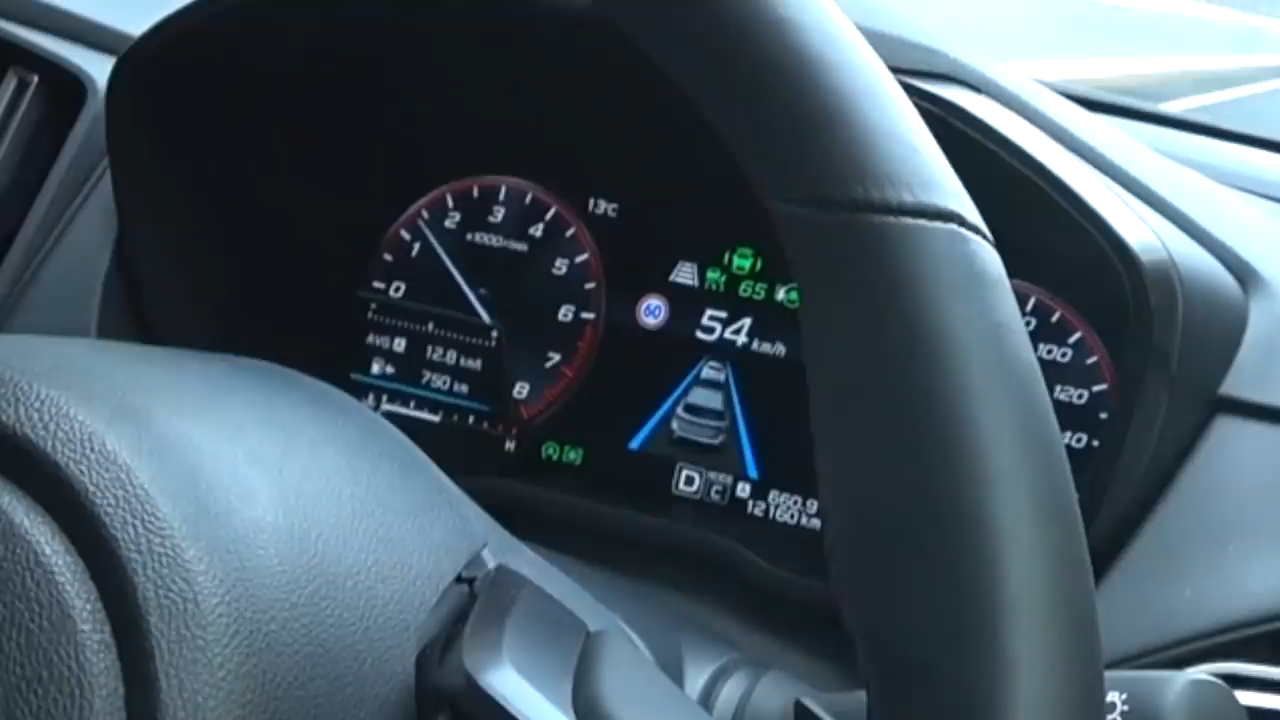 13°C
0 1 2 3 4 5 6 7 8
x1000r/min
65
60
54 km/h
AVG A 12.8 km/l
750 km
H
D C A 660.9
12160 km
100
120